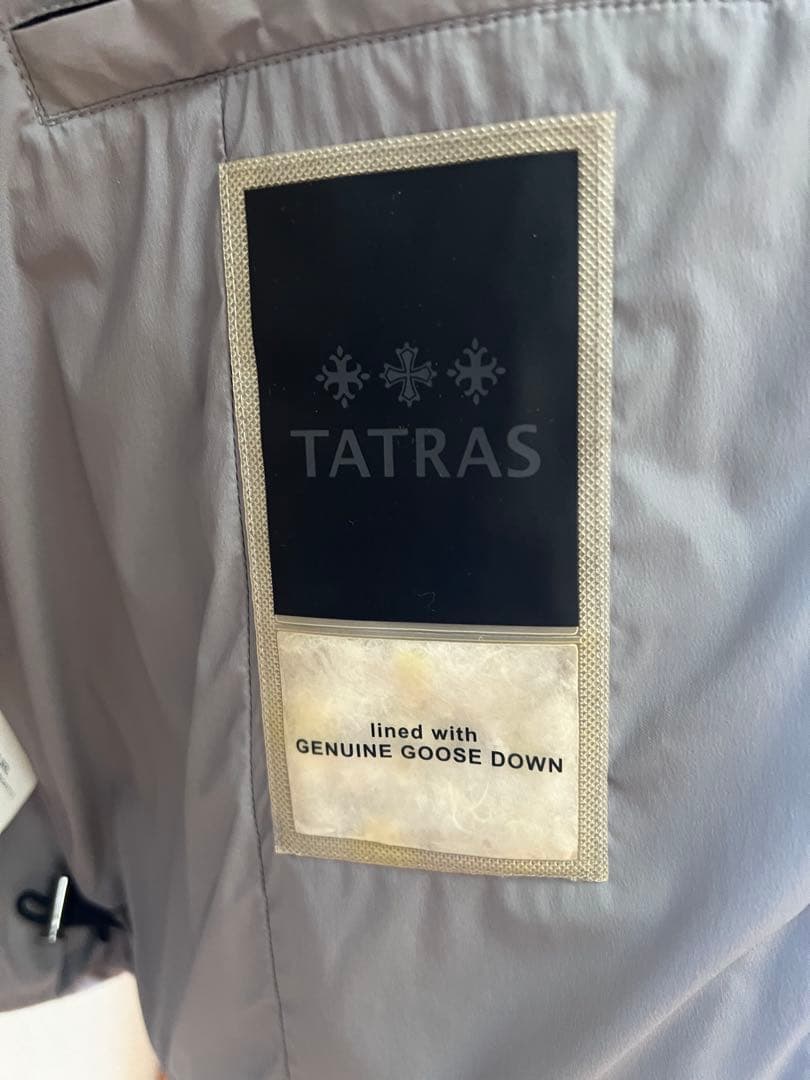 TATRAS
lined with
GENUINE GOOSE DOWN